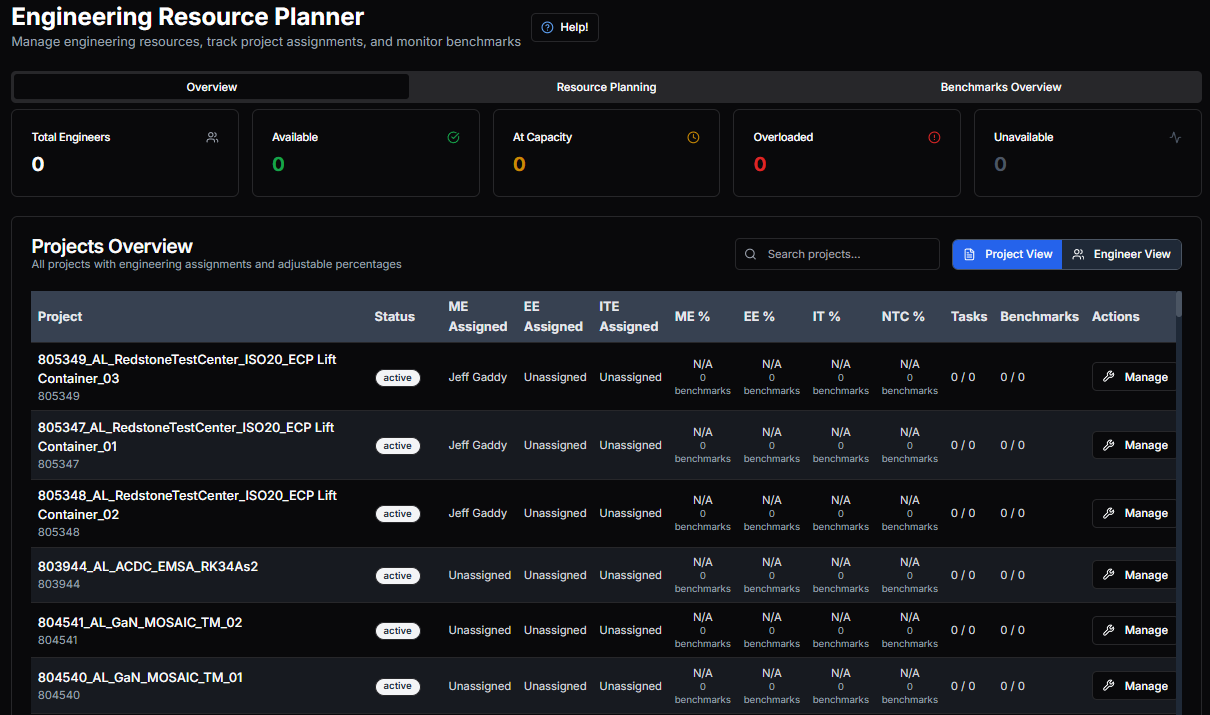 Engineering Resource Planner
Manage engineering resources, track project assignments, and monitor benchmarks
Help!
Overview
Resource Planning
Benchmarks Overview
Total Engineers
0
Available
0
At Capacity
0
Overloaded
0
Unavailable
0
Projects Overview
All projects with engineering assignments and adjustable percentages
Search projects...
Project View
Engineer View
Project Status ME Assigned EE Assigned ITE Assigned ME % EE % IT % NTC % Tasks Benchmarks Actions
805349_AL_RedstoneTestCenter_ISO20_ECP Lift
Container_03
805349
active Jeff Gaddy Unassigned Unassigned
N/A N/A N/A N/A
0 0 0 0
benchmarks benchmarks benchmarks benchmarks
0 / 0 0 / 0 Manage
805347_AL_RedstoneTestCenter_ISO20_ECP Lift
Container_01
805347
active Jeff Gaddy Unassigned Unassigned
N/A N/A N/A N/A
0 0 0 0
benchmarks benchmarks benchmarks benchmarks
0 / 0 0 / 0 Manage
805348_AL_RedstoneTestCenter_ISO20_ECP Lift
Container_02
805348
active Jeff Gaddy Unassigned Unassigned
N/A N/A N/A N/A
0 0 0 0
benchmarks benchmarks benchmarks benchmarks
0 / 0 0 / 0 Manage
803944_AL_ACDC_EMSA_RK34As2
803944
active Unassigned Unassigned Unassigned
N/A N/A N/A N/A
0 0 0 0
benchmarks benchmarks benchmarks benchmarks
0 / 0 0 / 0 Manage
804541_AL_GaN_MOSAIC_TM_02
804541
active Unassigned Unassigned Unassigned
N/A N/A N/A N/A
0 0 0 0
benchmarks benchmarks benchmarks benchmarks
0 / 0 0 / 0 Manage
804540_AL_GaN_MOSAIC_TM_01
804540
active Unassigned Unassigned Unassigned
N/A N/A N/A N/A
0 0 0 0
benchmarks benchmarks benchmarks benchmarks
0 / 0 0 / 0 Manage